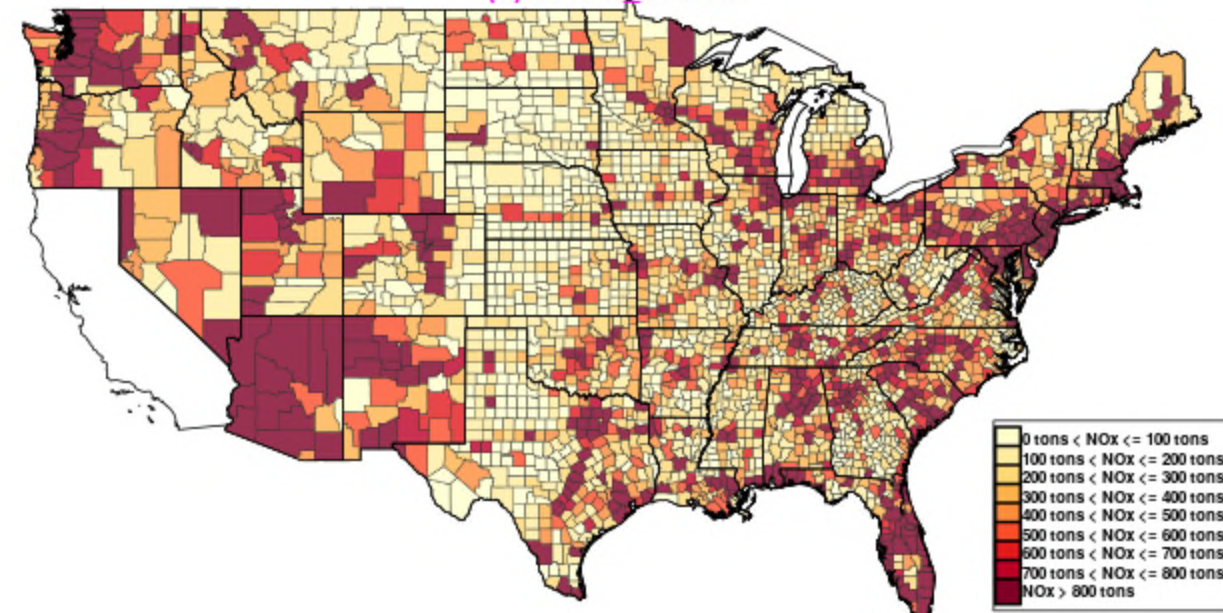 0 tons < NOx <= 100 tons
100 tons < NOx <= 200 tons
200 tons < NOx <= 300 tons
300 tons < NOx <= 400 tons
400 tons < NOx <= 500 tons
500 tons < NOx <= 600 tons
600 tons < NOx <= 700 tons
700 tons < NOx <= 800 tons
NOx > 800 tons